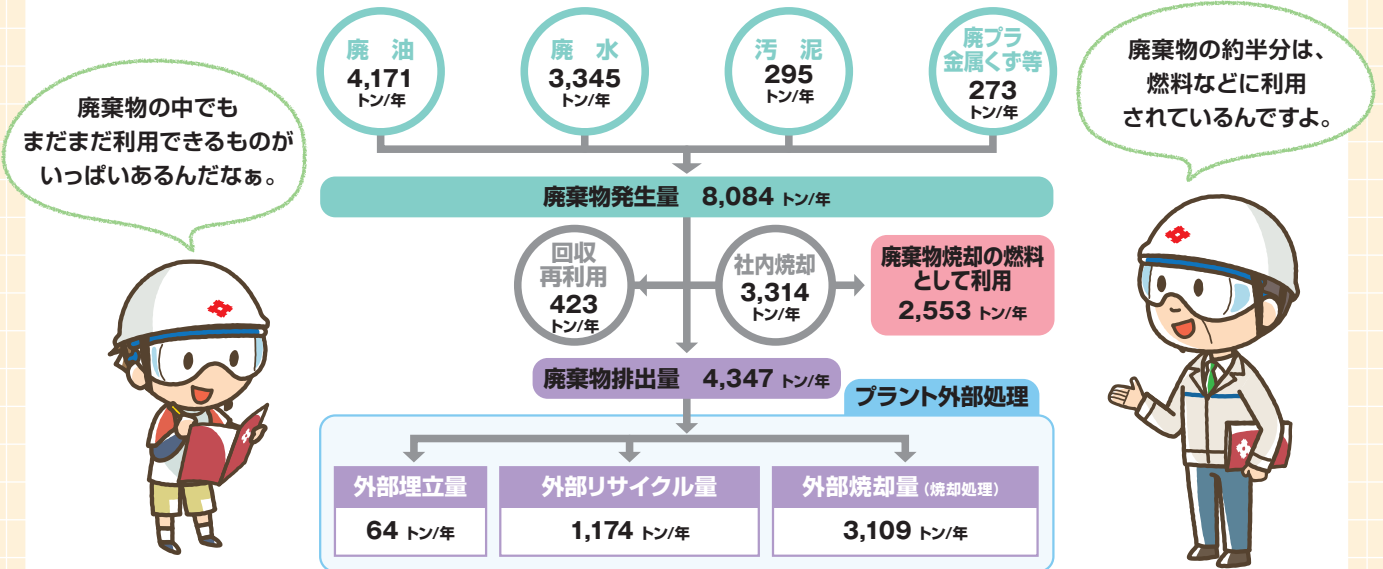 廃棄物の中でも
まだまだ利用できるものが
いっぱいあるんだなぁ。
廃油
4,171
トン/年
廃水
3,345
トン/年
汚泥
295
トン/年
廃プラ
金属くず等
273
トン/年
廃棄物の約半分は、
燃料などに利用
されているんですよ。
廃棄物発生量 8,084 トン/年
回収
再利用
423
トン/年
社内焼却
3,314
トン/年
廃棄物焼却の燃料
として利用
2,553 トン/年
廃棄物排出量 4,347 トン/年
プラント外部処理
外部埋立量
64 トン/年
外部リサイクル量
1,174 トン/年
外部焼却量(焼却処理)
3,109 トン/年